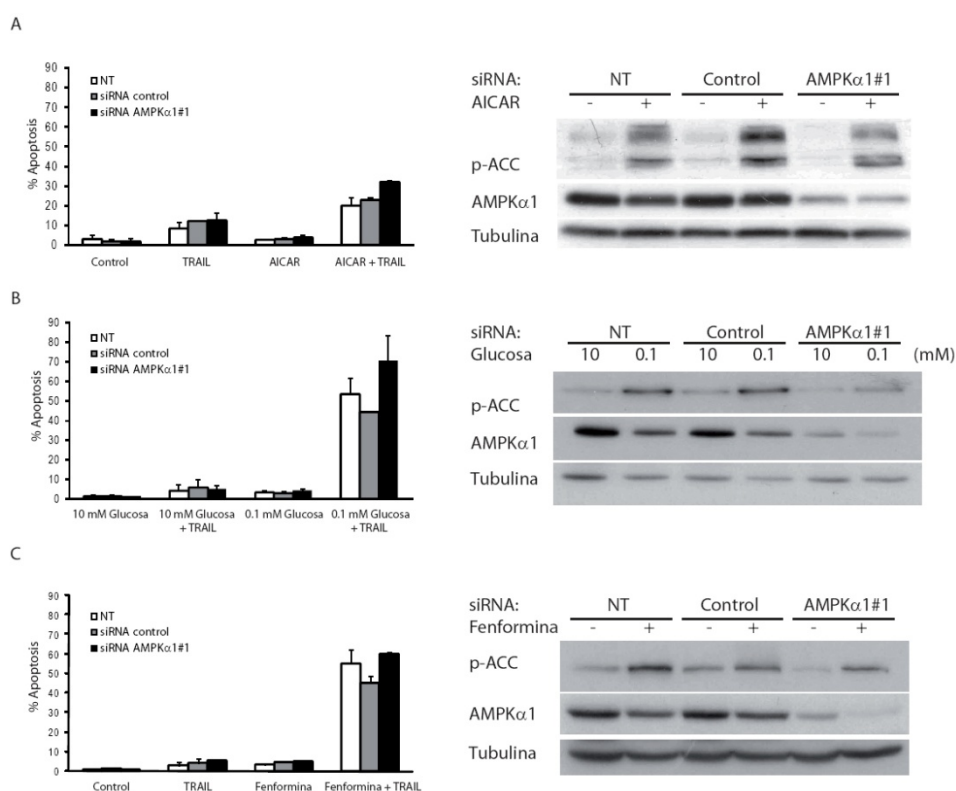 A
90
80
70
60
50
40
30
20
10
0
% Apoptosis
NT
siRNA control
siRNA AMPKα1#1
Control TRAIL AICAR AICAR + TRAIL
siRNA: NT Control AMPKα1#1
AICAR - + - + - +
p-ACC
AMPKα1
Tubulina
B
90
80
70
60
50
40
30
20
10
0
% Apoptosis
NT
siRNA control
siRNA AMPKα1#1
10 mM Glucosa 10 mM Glucosa 0.1 mM Glucosa 0.1 mM Glucosa
+ TRAIL + TRAIL
siRNA: NT Control AMPKα1#1
Glucosa 10 0.1 10 0.1 10 0.1 (mM)
p-ACC
AMPKα1
Tubulina
C
90
80
70
60
50
40
30
20
10
0
% Apoptosis
NT
siRNA control
siRNA AMPKα1#1
Control TRAIL Fenformina Fenformina + TRAIL
siRNA: NT Control AMPKα1#1
Fenformina - + - + - +
p-ACC
AMPKα1
Tubulina